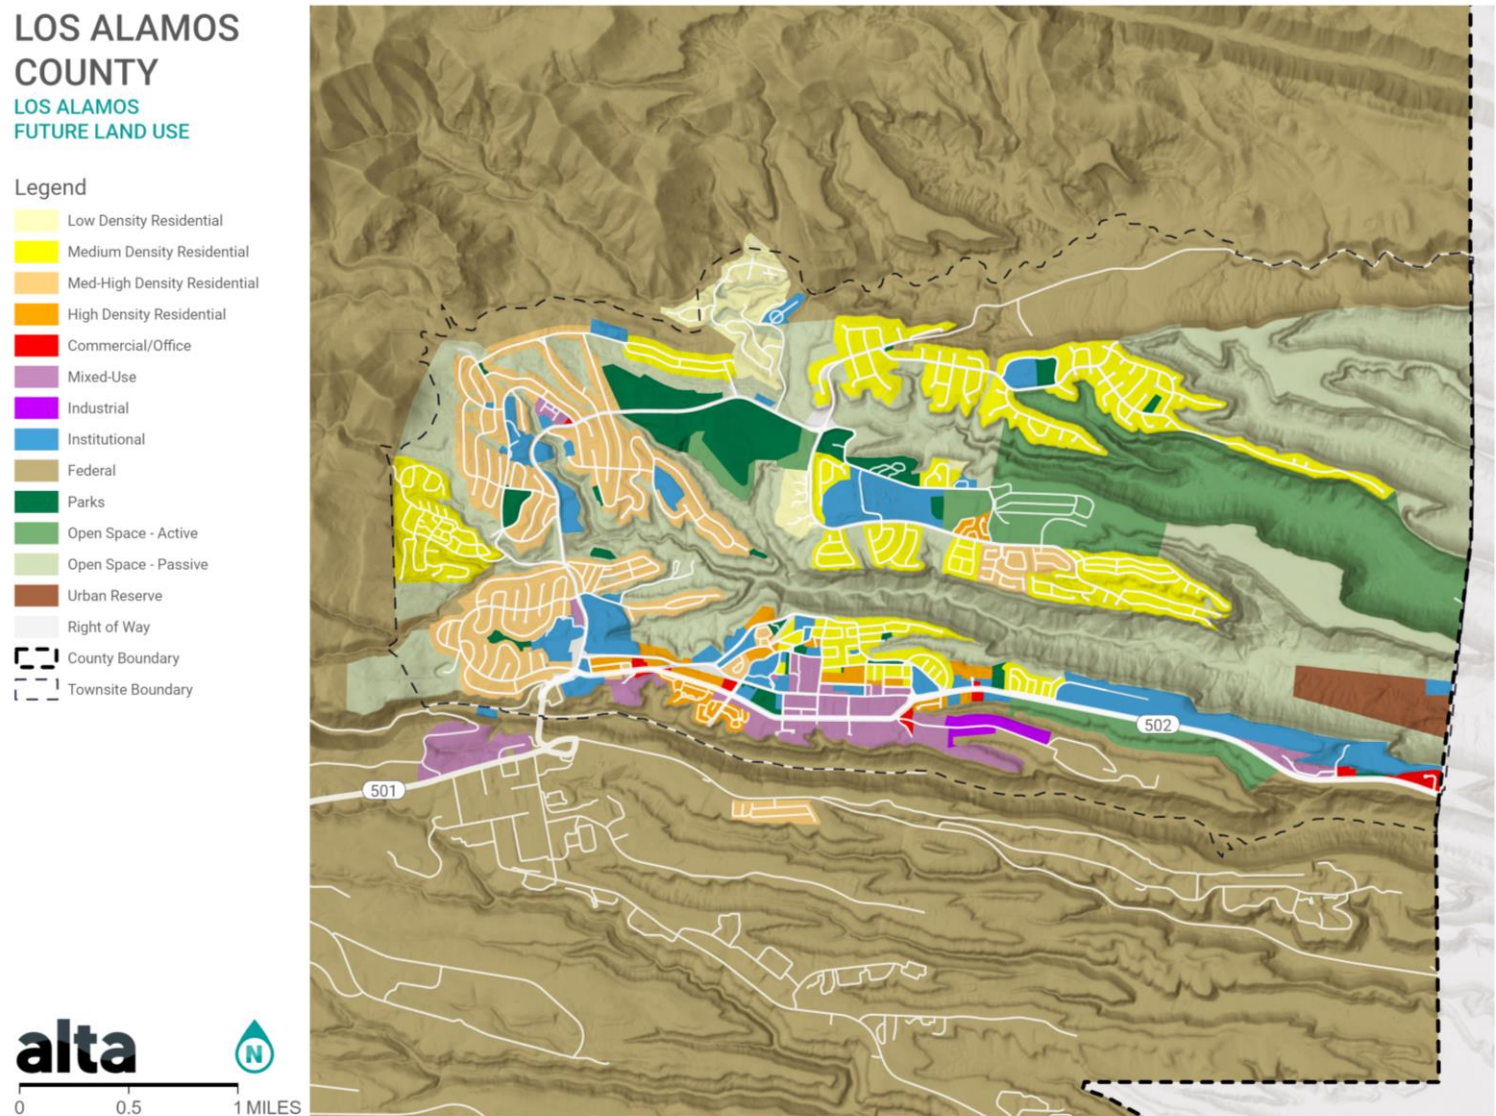 LOS ALAMOS
COUNTY
LOS ALAMOS
FUTURE LAND USE
Legend
Low Density Residential
Medium Density Residential
Med-High Density Residential
High Density Residential
Commercial/Office
Mixed-Use
Industrial
Institutional
Federal
Parks
Open Space - Active
Open Space - Passive
Urban Reserve
Right of Way
County Boundary
Townsite Boundary
502
501
alta
N
0 0.5 1 MILES